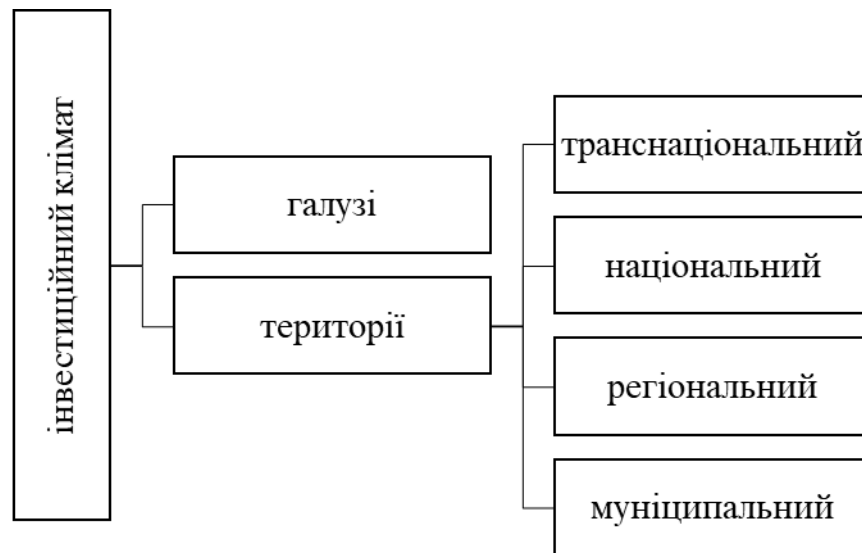 інвестиційний клімат
галузі
території
транснаціональний
національний
регіональний
муніципальний